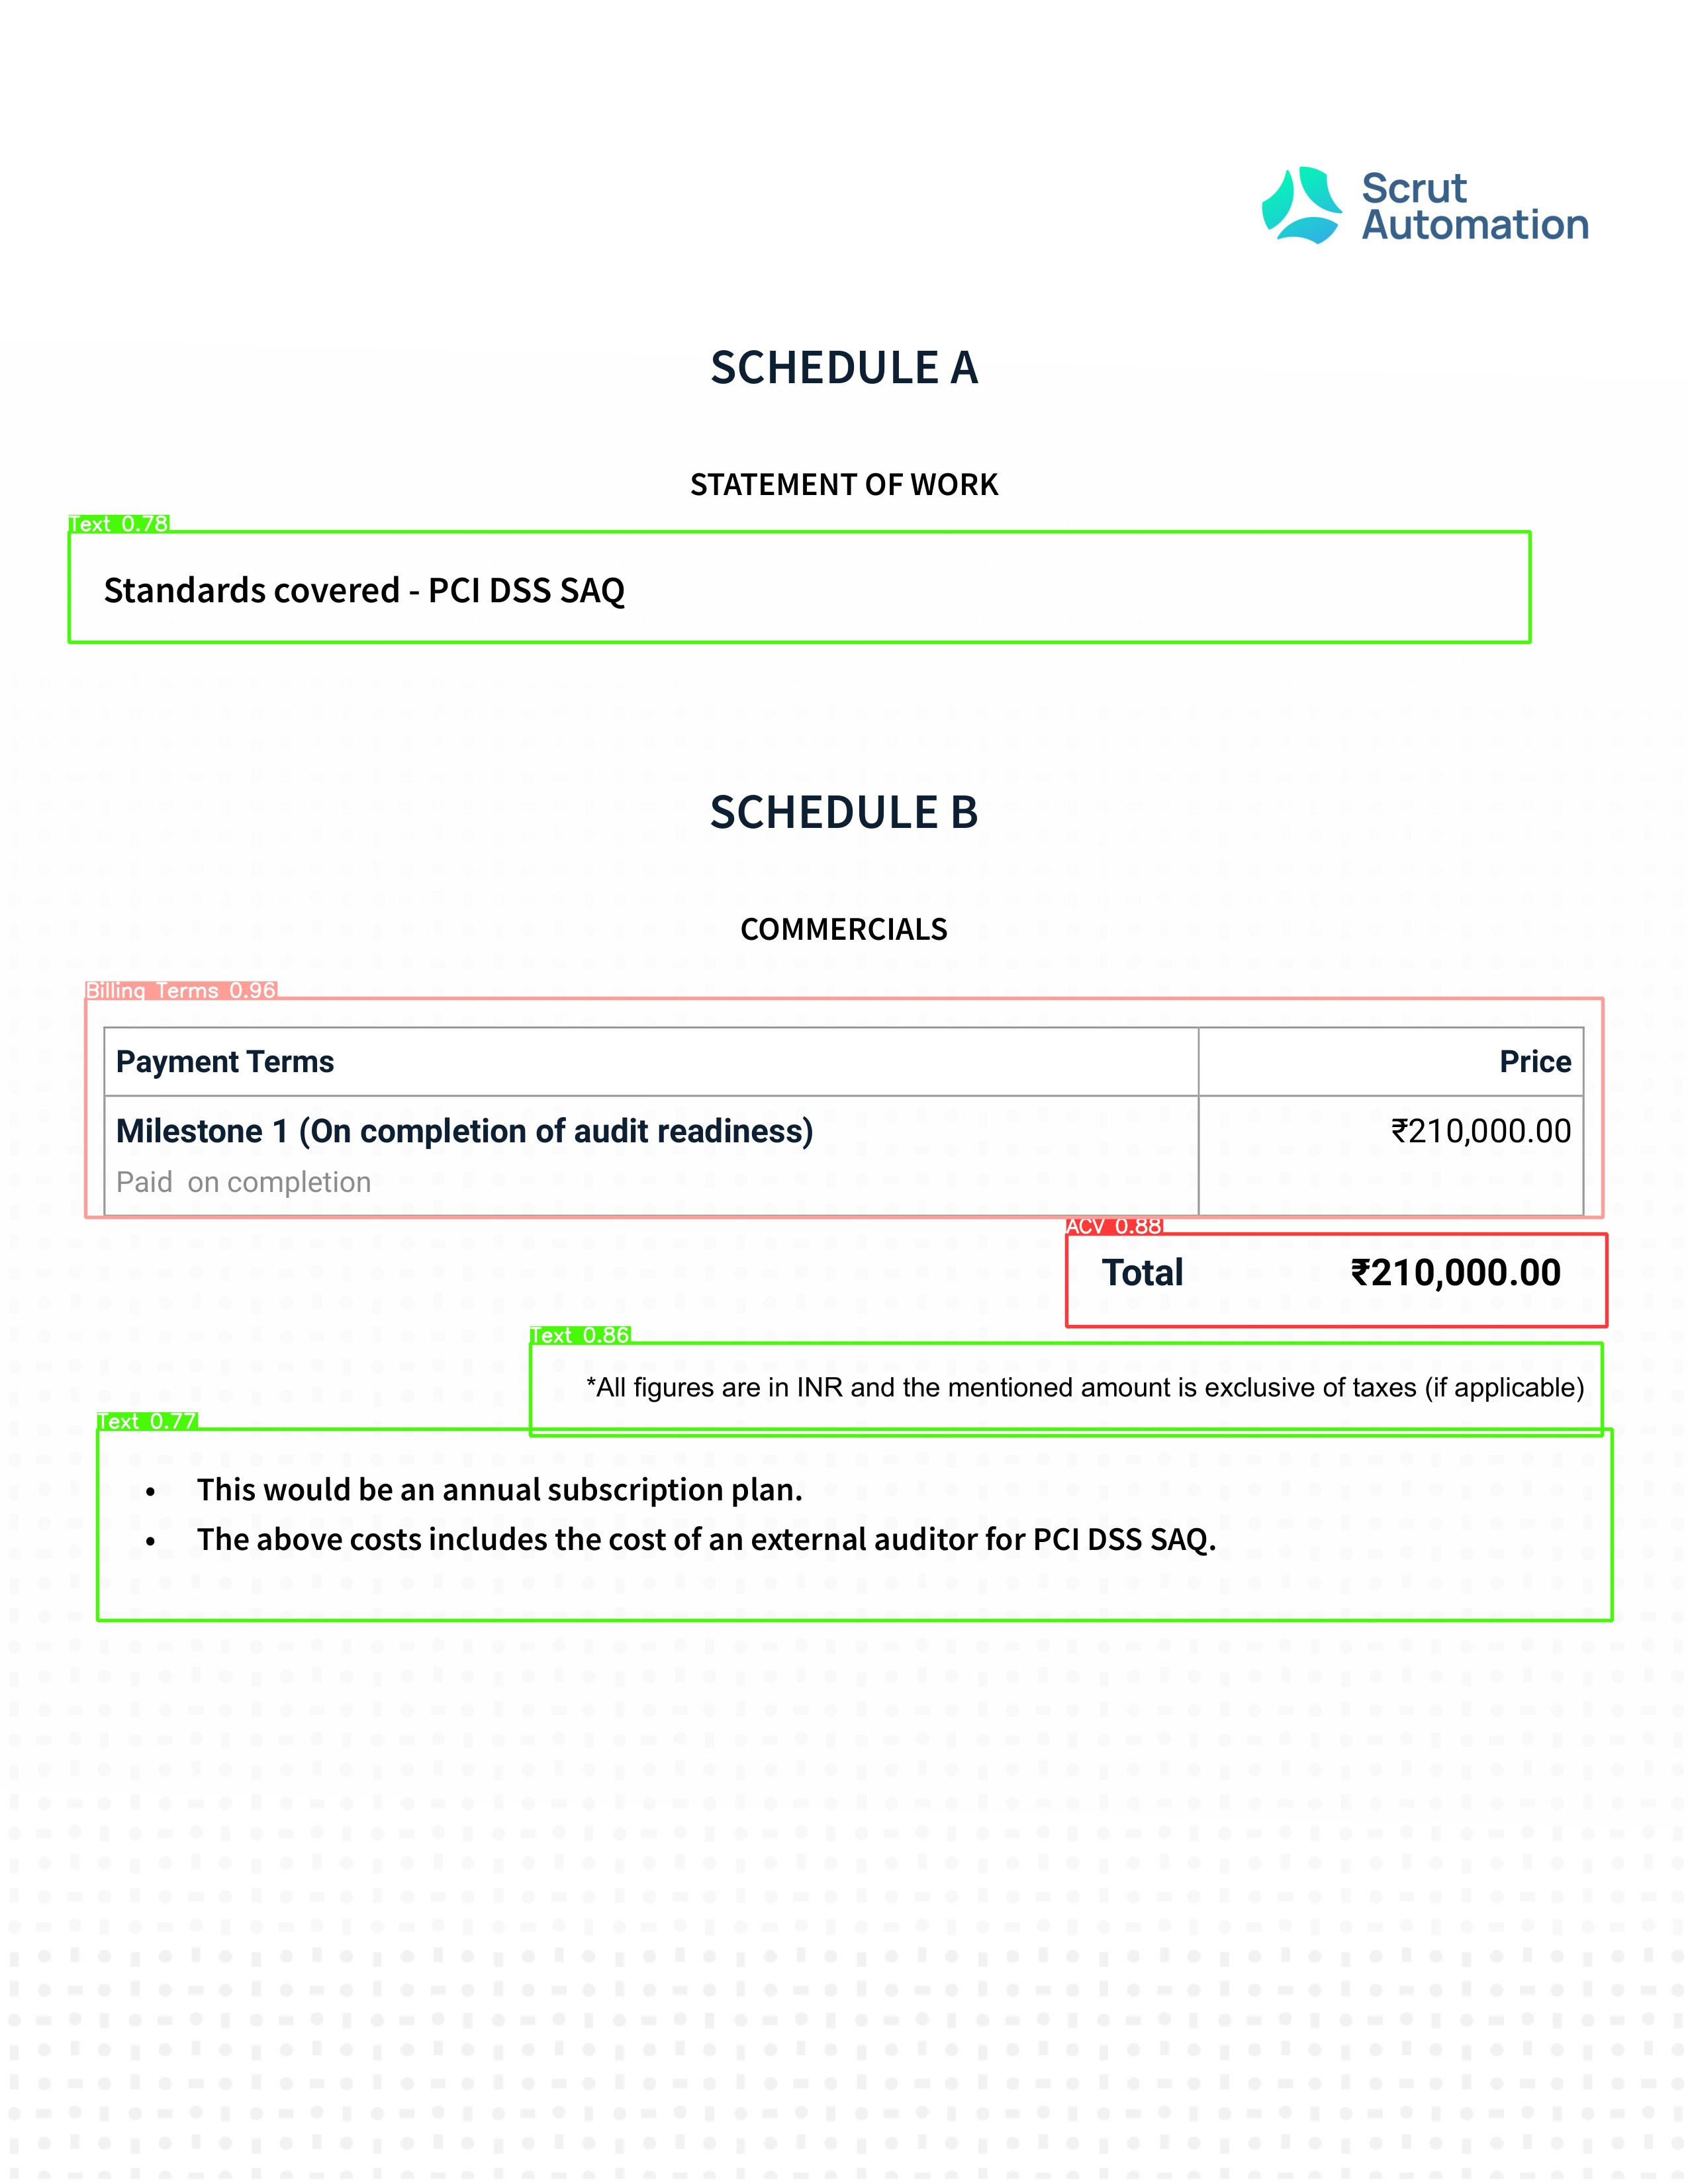 Scrut
Automation
SCHEDULE A
STATEMENT OF WORK
Text 0.78
Standards covered - PCI DSS SAQ
SCHEDULE B
COMMERCIALS
Billing Terms 0.96
Payment Terms Price
Milestone 1 (On completion of audit readiness) ₹210,000.00
Paid on completion
ACV 0.88
Total ₹210,000.00
Text 0.86
*All figures are in INR and the mentioned amount is exclusive of taxes (if applicable)
Text 0.77
• This would be an annual subscription plan.
• The above costs includes the cost of an external auditor for PCI DSS SAQ.